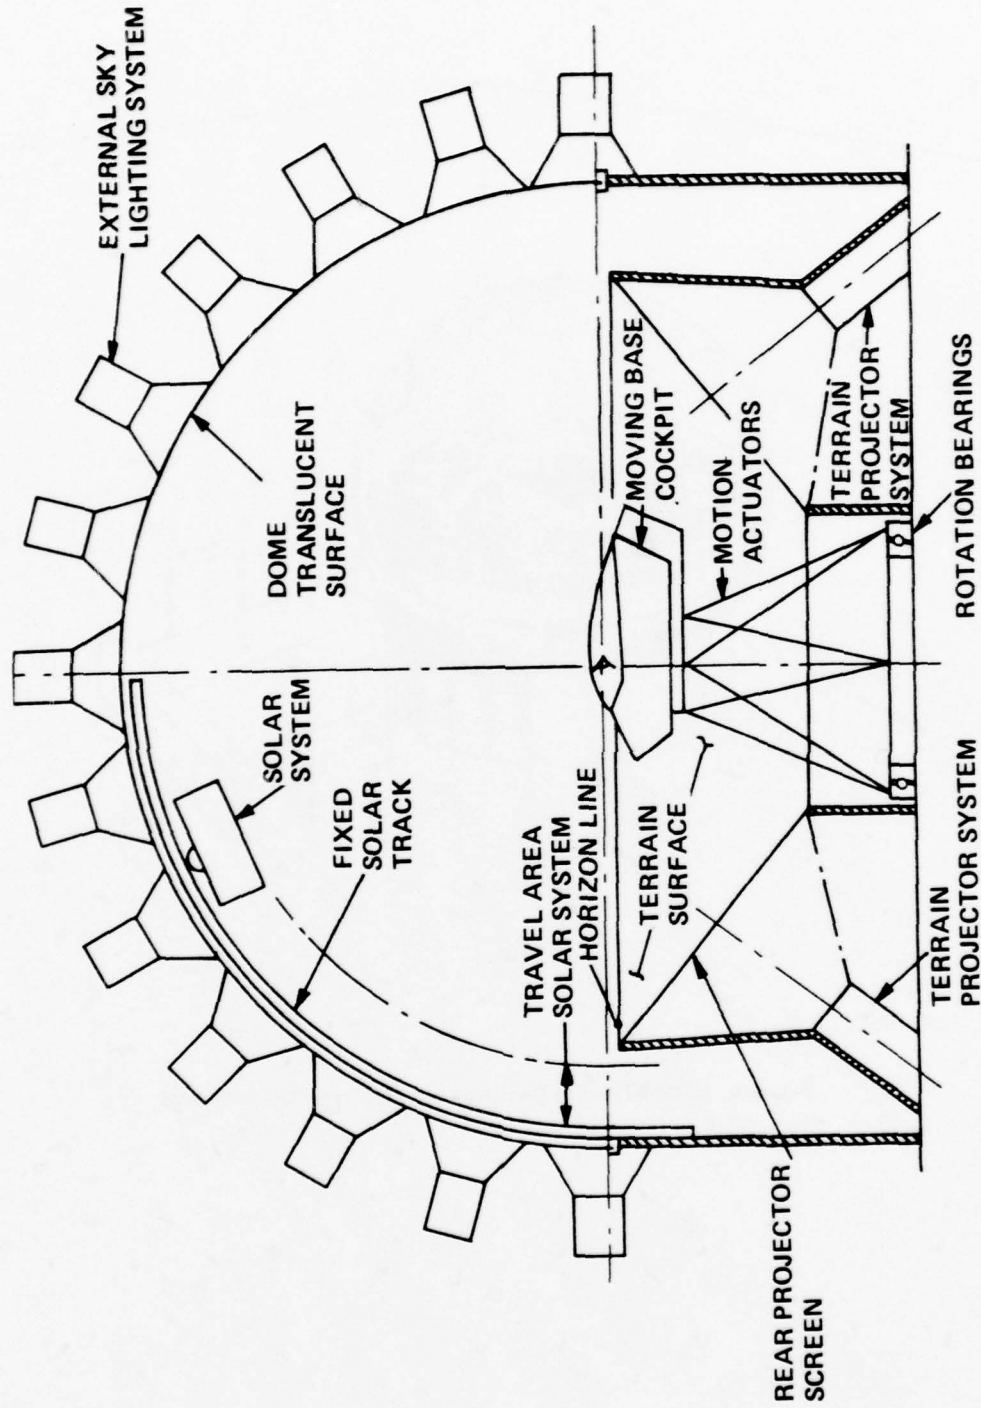 EXTERNAL SKY
LIGHTING SYSTEM
DOME
TRANSLUCENT
SURFACE
SOLAR
SYSTEM
FIXED
SOLAR
TRACK
TRAVEL AREA
SOLAR SYSTEM
HORIZON LINE
MOVING BASE
COCKPIT
TERRAIN
SURFACE
MOTION
ACTUATORS
TERRAIN
PROJECTOR
SYSTEM
REAR PROJECTOR
SCREEN
TERRAIN
PROJECTOR SYSTEM
ROTATION BEARINGS